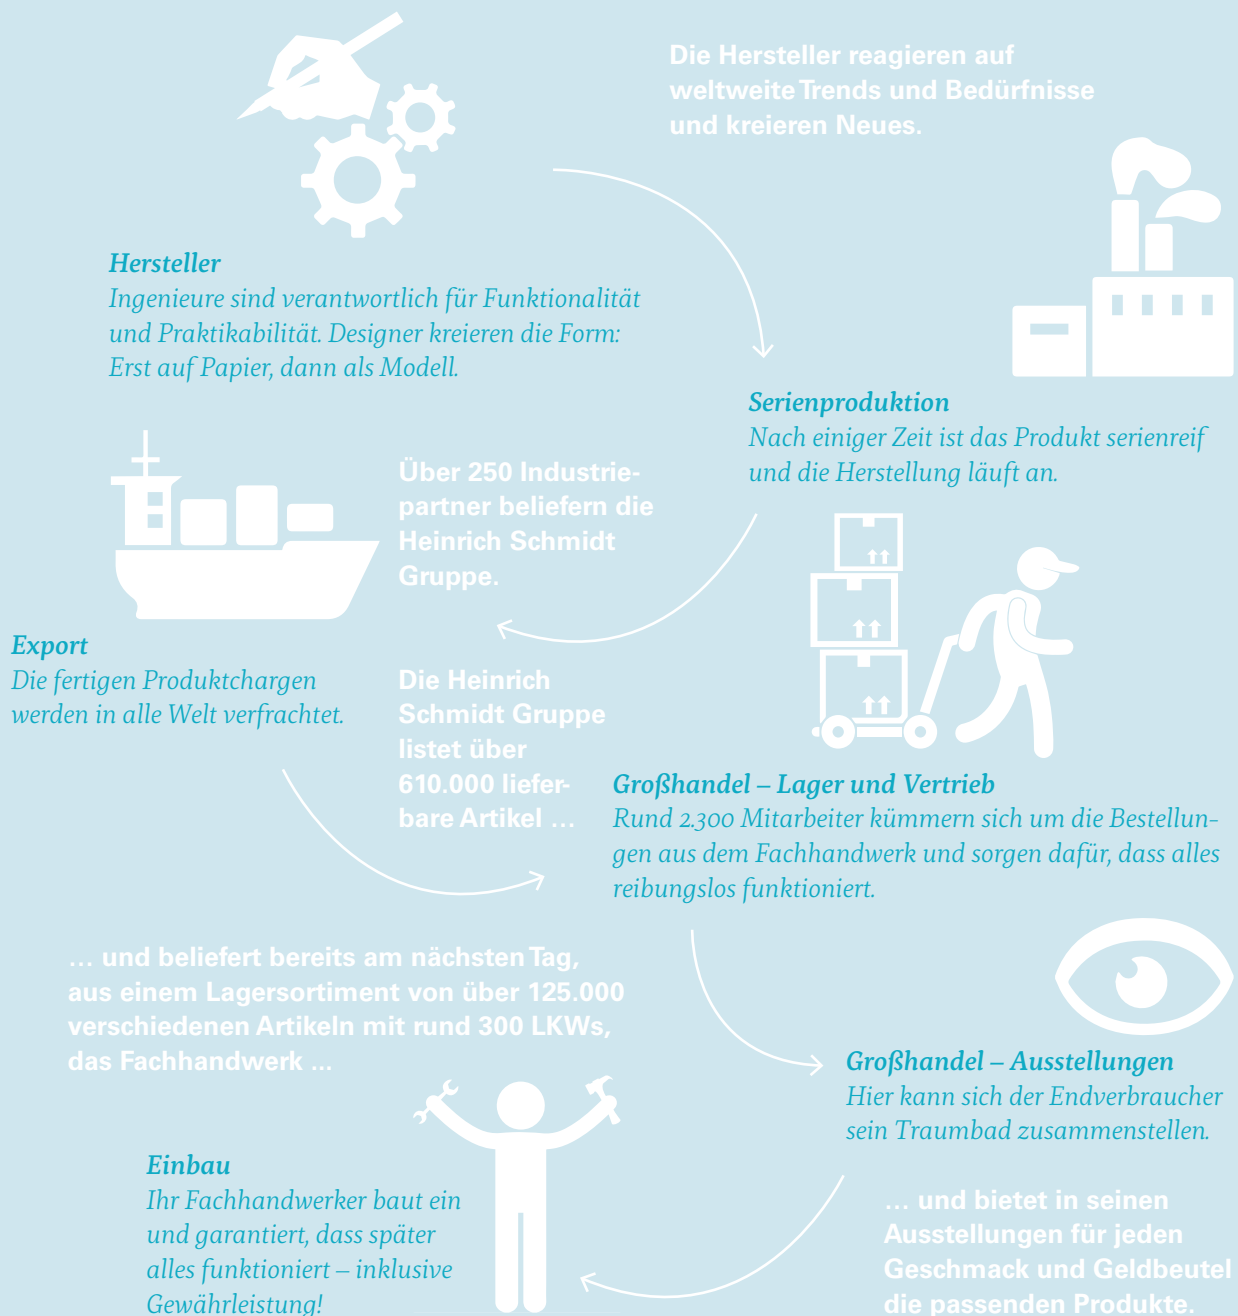 Die Hersteller reagieren auf
weltweite Trends und Bedürfnisse
und kreieren Neues.
Hersteller
Ingenieure sind verantwortlich für Funktionalität
und Praktikabilität. Designer kreieren die Form:
Erst auf Papier, dann als Modell.
Serienproduktion
Nach einiger Zeit ist das Produkt serienreif
und die Herstellung läuft an.
Über 250 Industrie-
partner beliefern die
Heinrich Schmidt
Gruppe.
Export
Die fertigen Produktchargen
werden in alle Welt verfrachtet.
Die Heinrich
Schmidt Gruppe
listet über
610.000 liefer-
bare Artikel …
Großhandel – Lager und Vertrieb
Rund 2.300 Mitarbeiter kümmern sich um die Bestellun-
gen aus dem Fachhandwerk und sorgen dafür, dass alles
reibungslos funktioniert.
… und beliefert bereits am nächsten Tag,
aus einem Lagersortiment von über 125.000
verschiedenen Artikeln mit rund 300 LKWs,
das Fachhandwerk ...
Großhandel – Ausstellungen
Hier kann sich der Endverbraucher
sein Traumbad zusammenstellen.
Einbau
Ihr Fachhandwerker baut ein
und garantiert, dass später
alles funktioniert – inklusive
Gewährleistung!
… und bietet in seinen
Ausstellungen für jeden
Geschmack und Geldbeutel
die passenden Produkte.